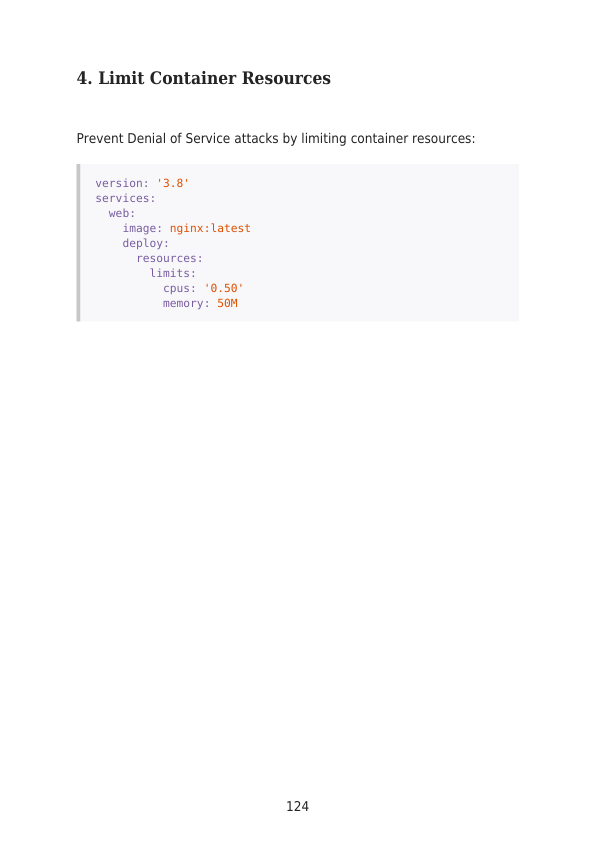 4. Limit Container Resources
Prevent Denial of Service attacks by limiting container resources:
version: '3.8'
services:
  web:
    image: nginx:latest
    deploy:
      resources:
        limits:
          cpus: '0.50'
          memory: 50M
124